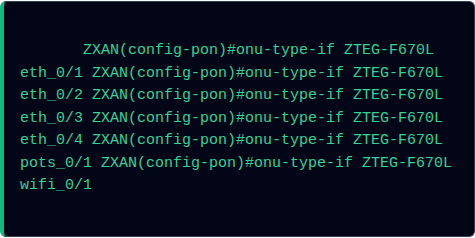 ZXAN(config-pon)#onu-type-if ZTEG-F670L
eth_0/1 ZXAN(config-pon)#onu-type-if ZTEG-F670L
eth_0/2 ZXAN(config-pon)#onu-type-if ZTEG-F670L
eth_0/3 ZXAN(config-pon)#onu-type-if ZTEG-F670L
eth_0/4 ZXAN(config-pon)#onu-type-if ZTEG-F670L
pots_0/1 ZXAN(config-pon)#onu-type-if ZTEG-F670L
wifi_0/1